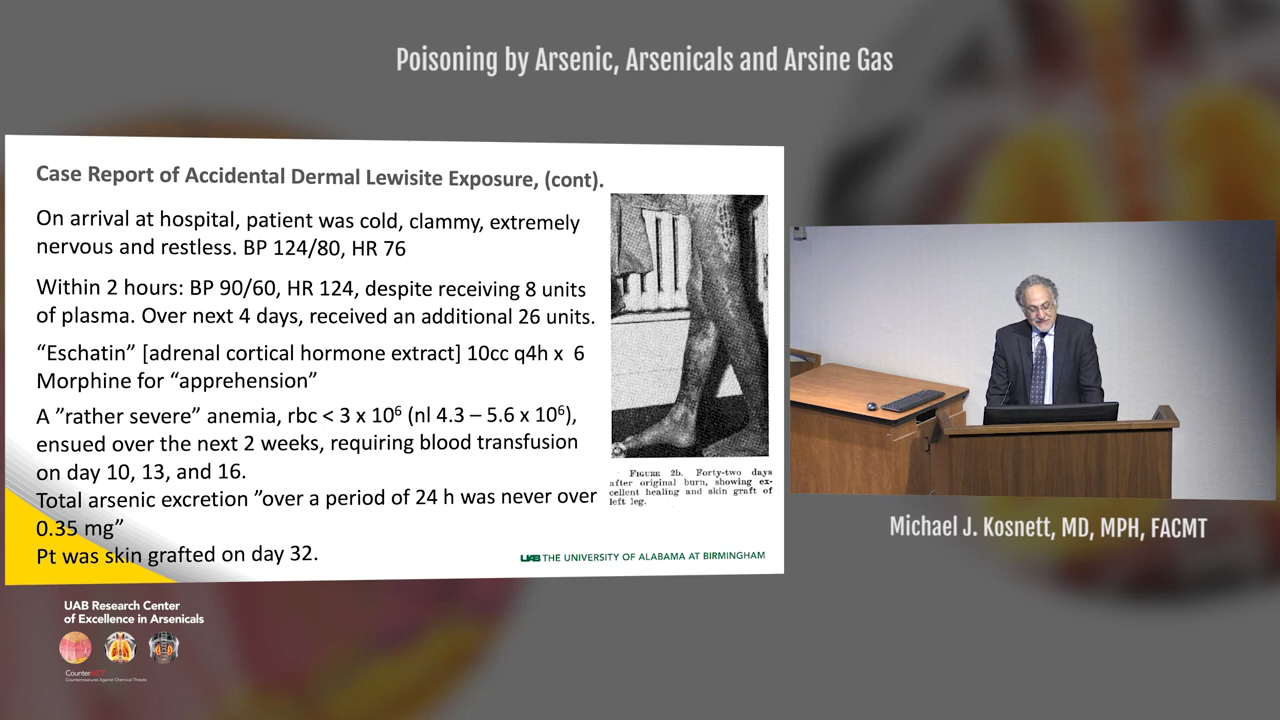 Poisoning by Arsenic, Arsenicals and Arsine Gas
Case Report of Accidental Dermal Lewisite Exposure, (cont).
On arrival at hospital, patient was cold, clammy, extremely
nervous and restless. BP 124/80, HR 76
Within 2 hours: BP 90/60, HR 124, despite receiving 8 units
of plasma. Over next 4 days, received an additional 26 units.
“Eschatin” [adrenal cortical hormone extract] 10cc q4h x 6
Morphine for “apprehension”
A ”rather severe” anemia, rbc < 3 x 10⁶ (nl 4.3 – 5.6 x 10⁶),
ensued over the next 2 weeks, requiring blood transfusion
on day 10, 13, and 16.
Total arsenic excretion ”over a period of 24 h was never over
0.35 mg”
Pt was skin grafted on day 32.
FIGURE 2b. Forty-two days
after original burn, showing ex-
cellent healing and skin graft of
left leg.
UAB THE UNIVERSITY OF ALABAMA AT BIRMINGHAM
Michael J. Kosnett, MD, MPH, FACMT
UAB Research Center
of Excellence in Arsenicals
CounterACT
Countermeasures Against Chemical Threats